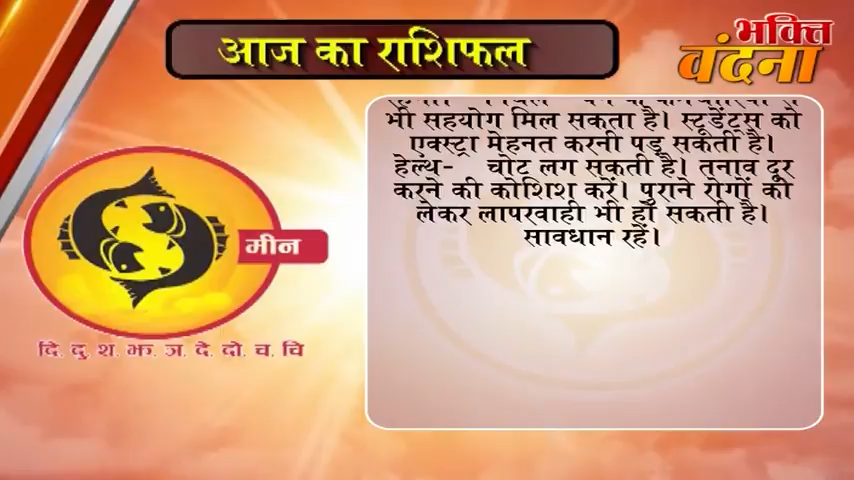 आज का राशिफल
भक्ति
वंदना
भी सहयोग मिल सकता है। स्टूडेंट्स को
एक्स्ट्रा मेहनत करनी पड़ सकती है।
हेल्थ- चोट लग सकती है। तनाव दूर
करने की कोशिश करें। पुराने रोगों को
लेकर लापरवाही भी हो सकती है।
सावधान रहें।
मीन
दि. दु. श. झ. ञ. दे. दो. च. चि